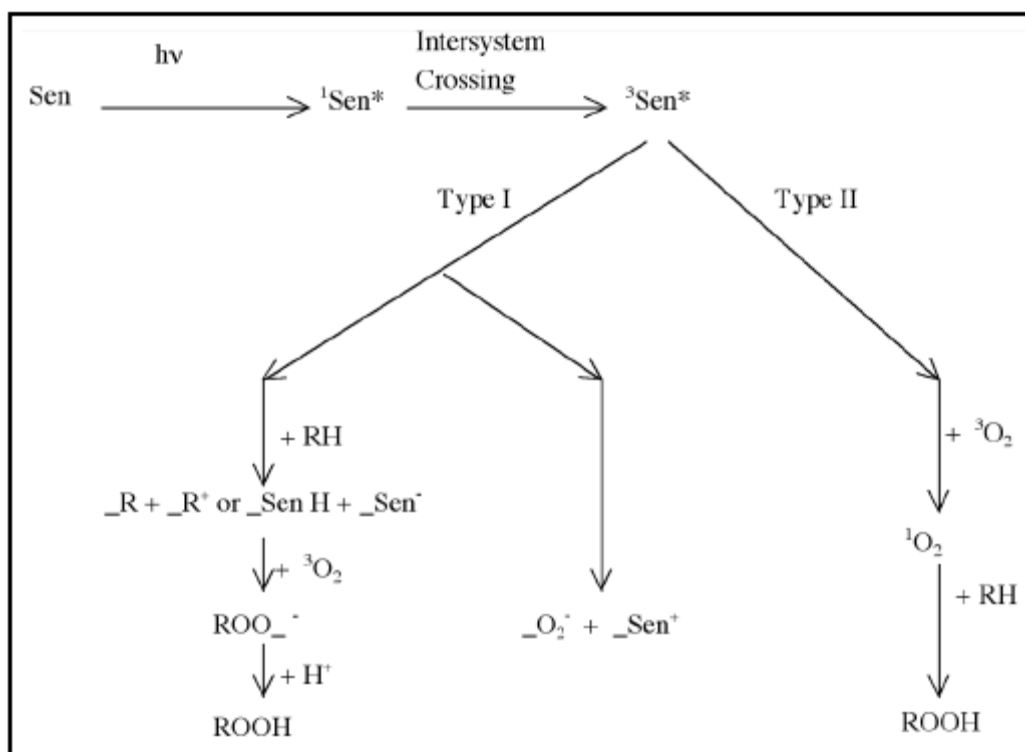 hν
Intersystem
Crossing
Sen
¹Sen*
³Sen*
Type I
Type II
+ RH
+ ³O₂
_R + _R⁺ or _Sen H + _Sen⁻
¹O₂
+ ³O₂
+ RH
ROO_ ⁻
_O₂⁻ + _Sen⁺
+ H⁺
ROOH
ROOH